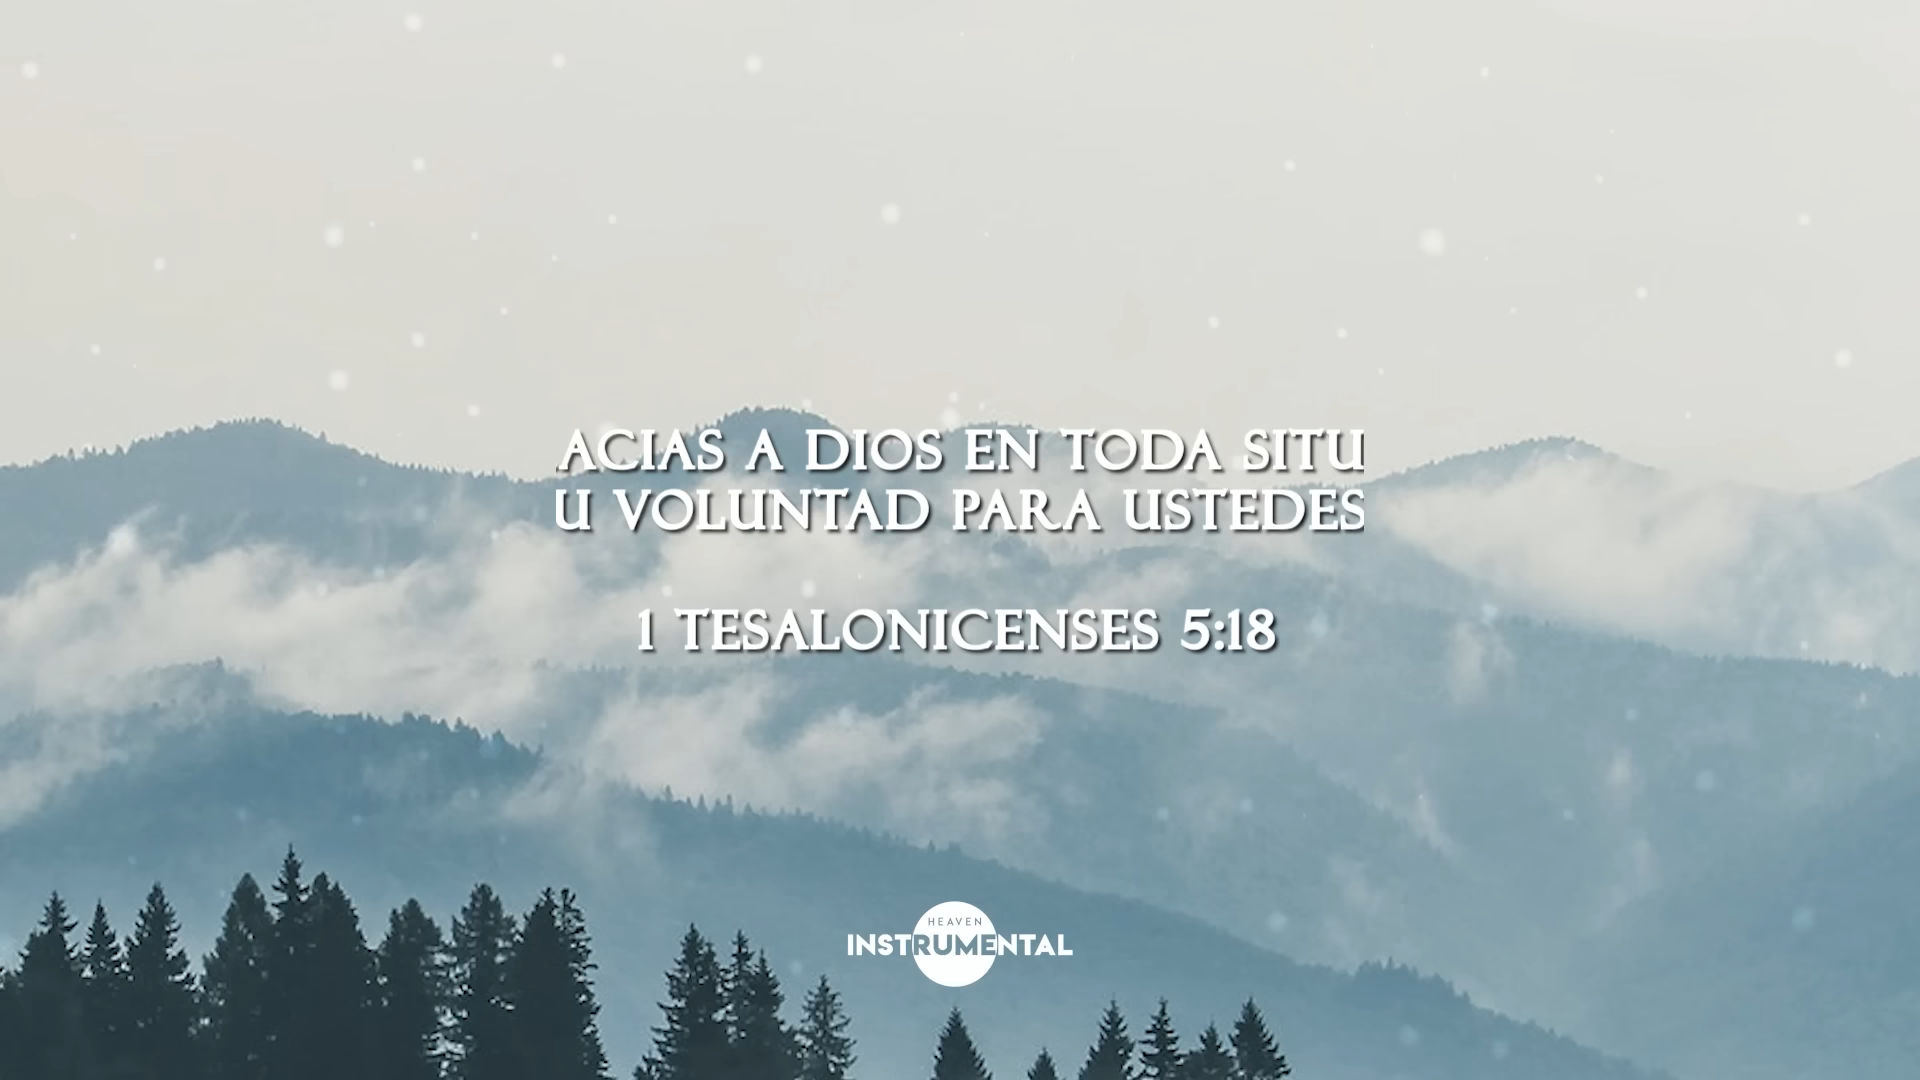 ACIAS A DIOS EN TODA SITU
U VOLUNTAD PARA USTEDES
1 TESALONICENSES 5:18
HEAVEN
INSTRUMENTAL